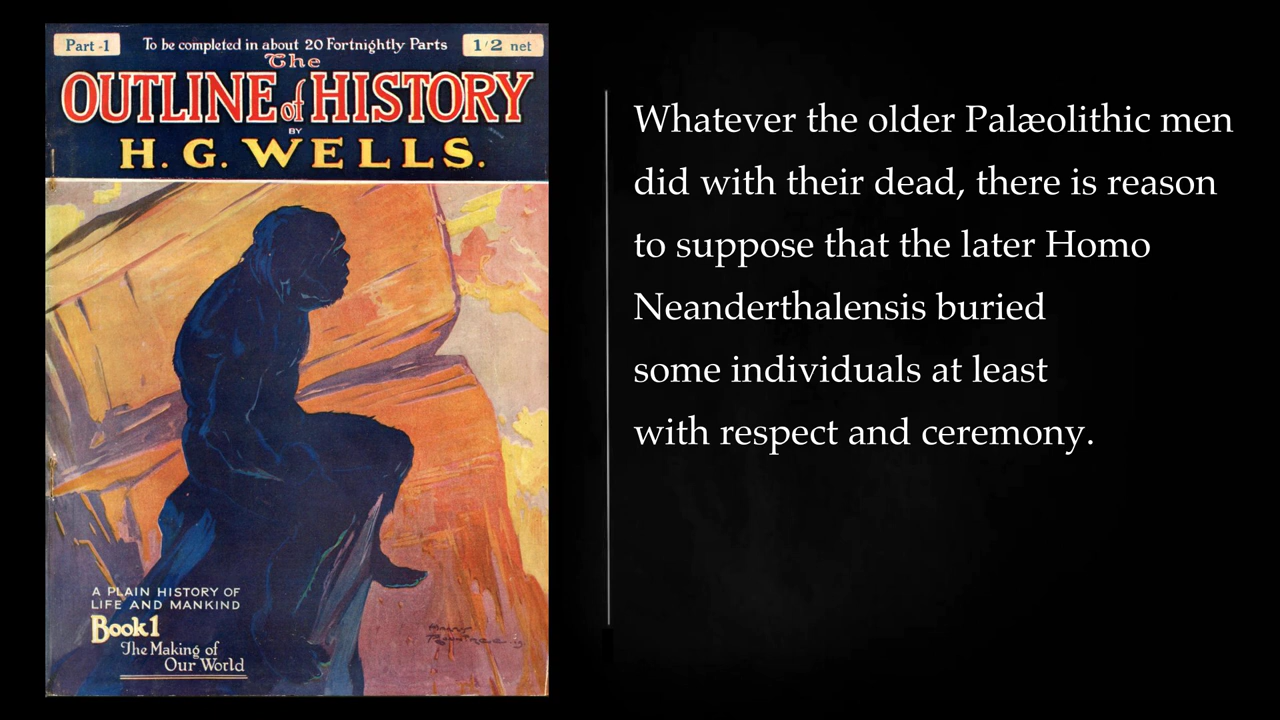 Part -1
To be completed in about 20 Fortnightly Parts
1/2 net
The
OUTLINE of HISTORY
BY
H. G. WELLS.
A PLAIN HISTORY OF
LIFE AND MANKIND
Book 1
The Making of
Our World
Whatever the older Palæolithic men
did with their dead, there is reason
to suppose that the later Homo
Neanderthalensis buried
some individuals at least
with respect and ceremony.